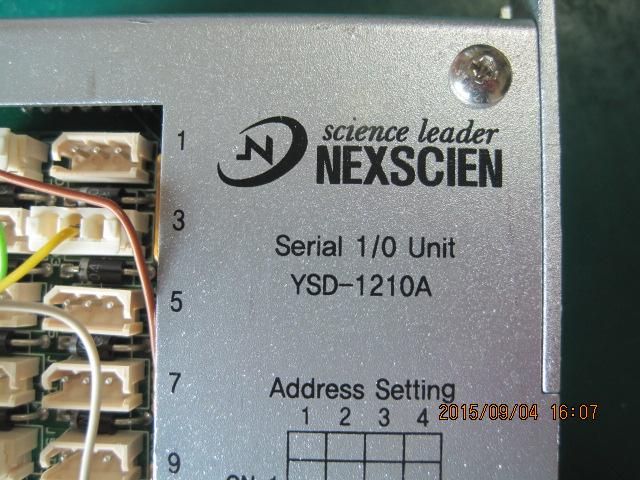 1
science leader
NEXSCIEN
3
Serial 1/0 Unit
YSD-1210A
5
7
Address Setting
1 2 3 4
2015/09/04 16:07
9